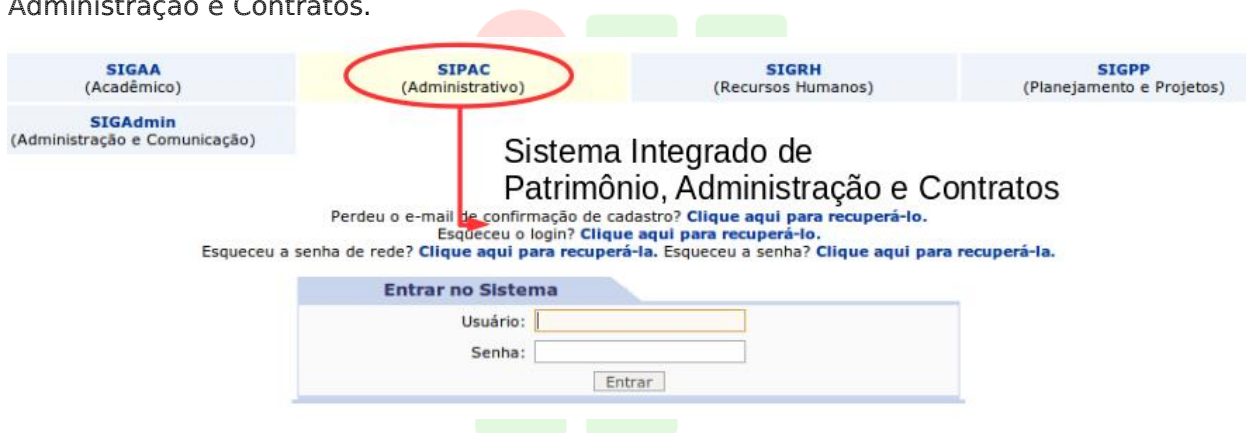 Administração e Contratos.
SIGAA
(Acadêmico)
SIPAC
(Administrativo)
SIGRH
(Recursos Humanos)
SIGPP
(Planejamento e Projetos)
SIGAdmin
(Administração e Comunicação)
Sistema Integrado de
Patrimônio, Administração e Contratos
Perdeu o e-mail de confirmação de cadastro? Clique aqui para recuperá-lo.
Esqueceu o login? Clique aqui para recuperá-lo.
Esqueceu a senha de rede? Clique aqui para recuperá-la. Esqueceu a senha? Clique aqui para recuperá-la.
Entrar no Sistema
Usuário:
Senha:
Entrar